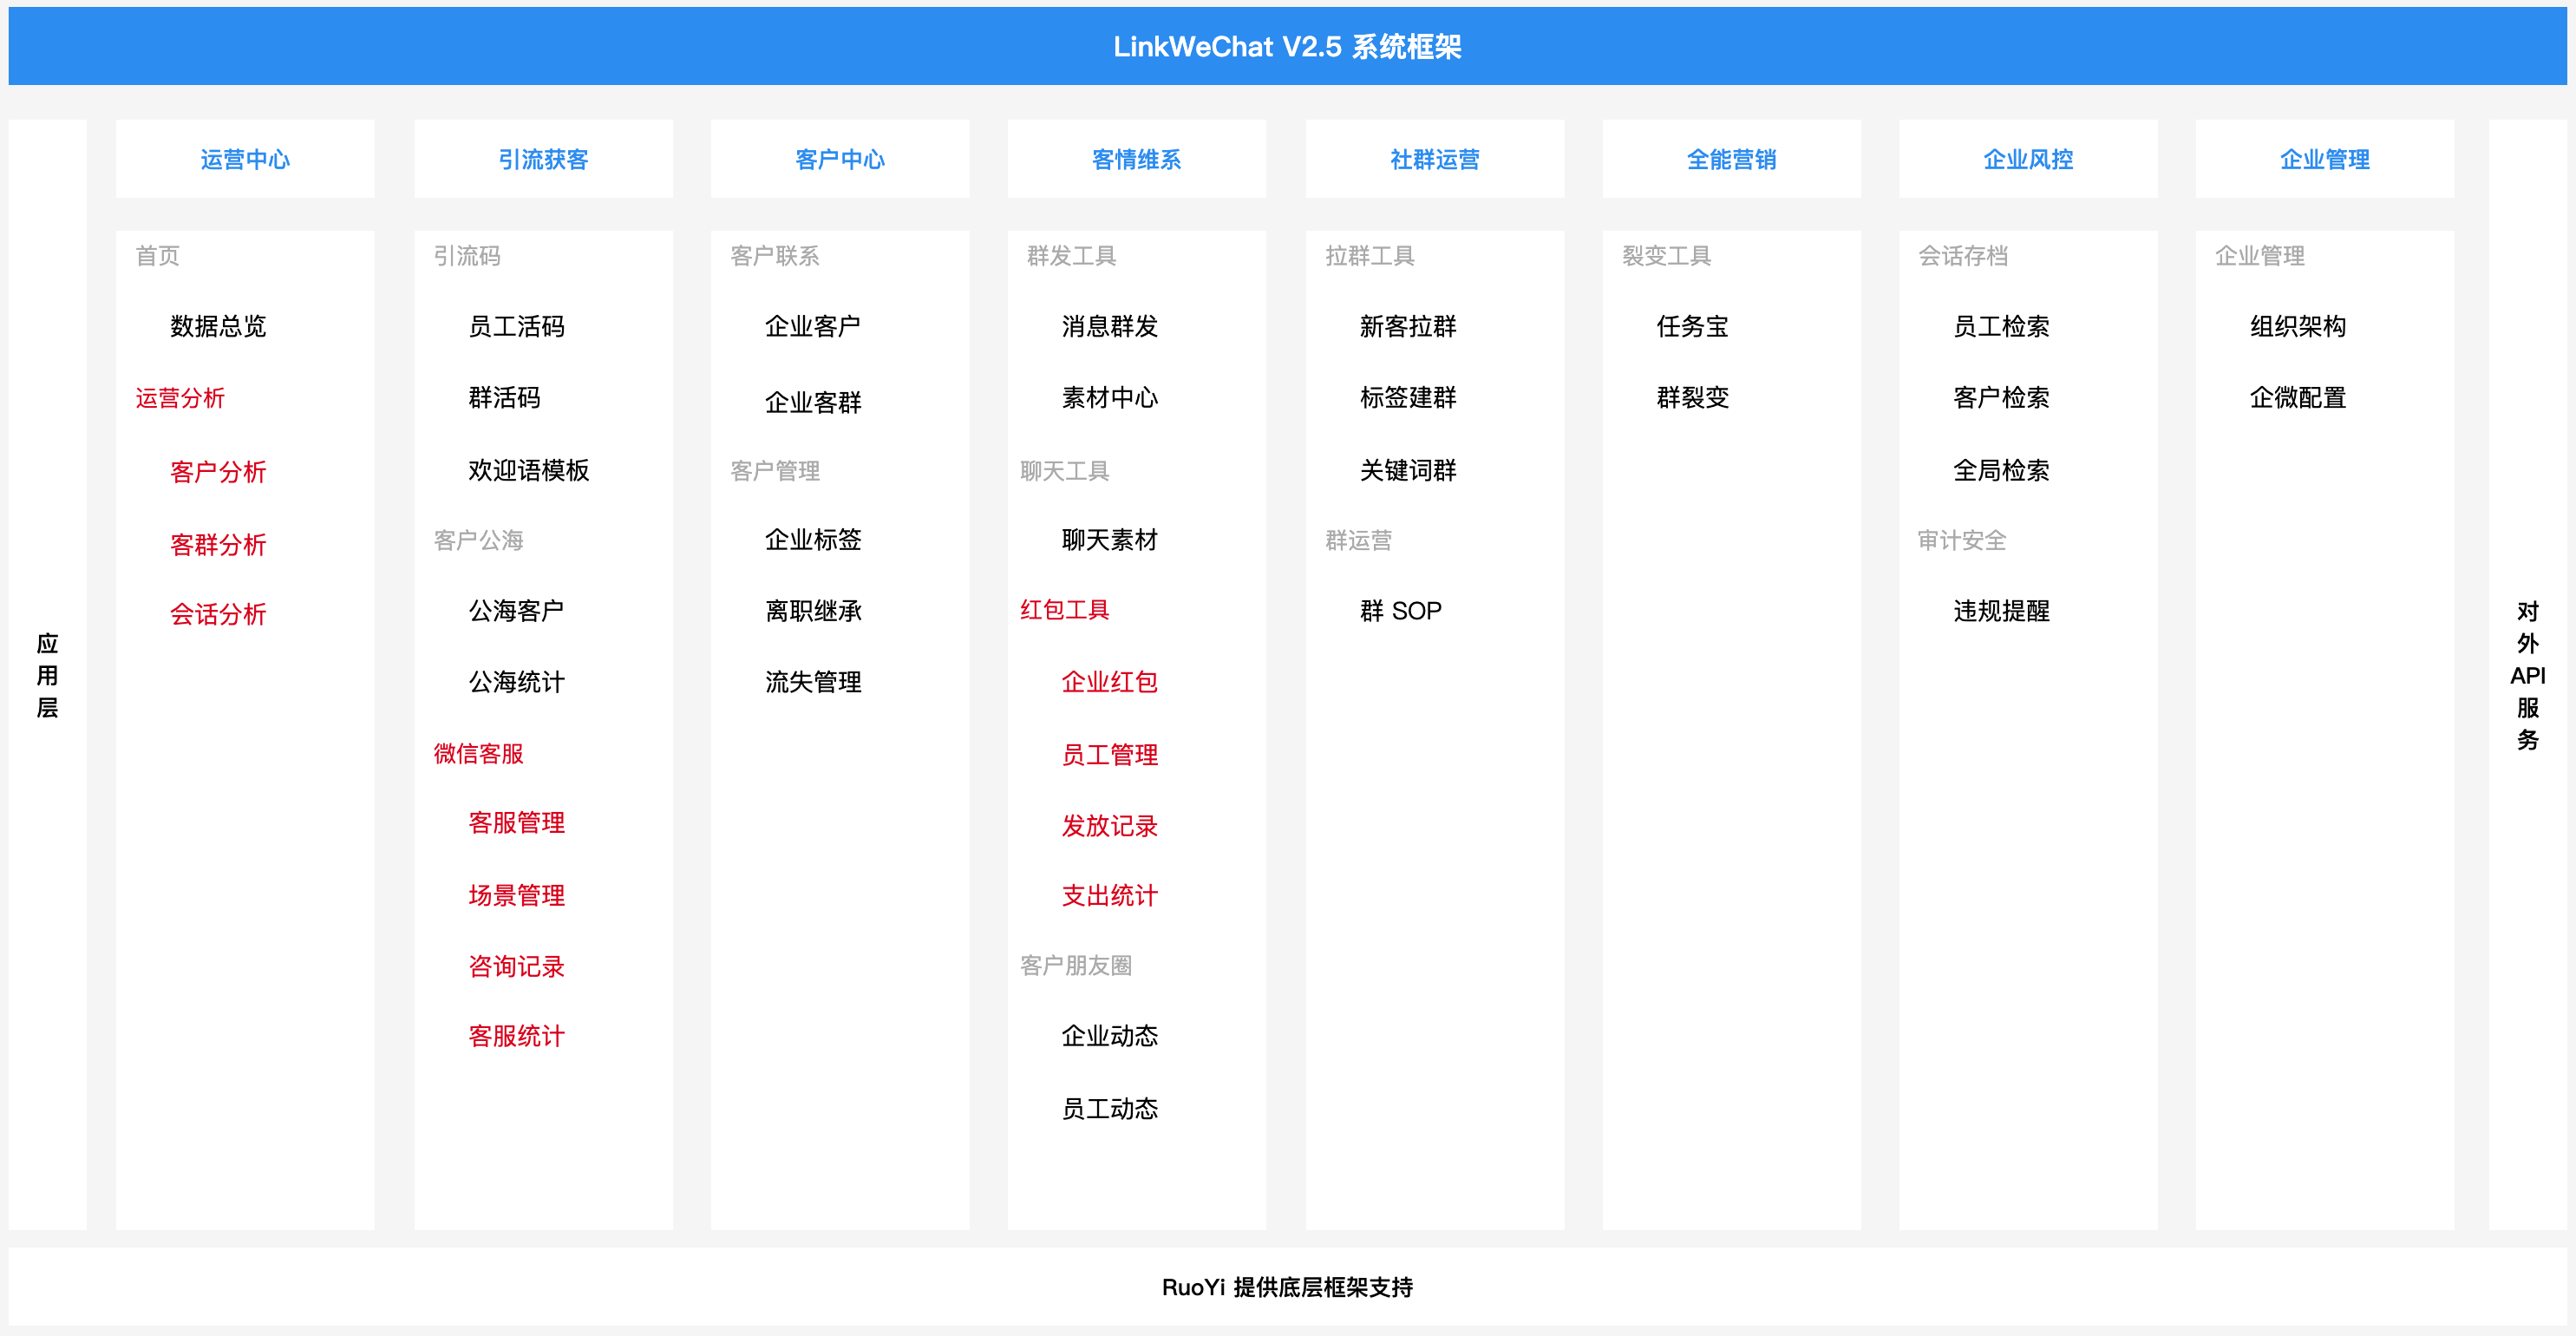 LinkWeChat V2.5 系统框架
应
用
层
运营中心
首页
数据总览
运营分析
客户分析
客群分析
会话分析
引流获客
引流码
员工活码
群活码
欢迎语模板
客户公海
公海客户
公海统计
微信客服
客服管理
场景管理
咨询记录
客服统计
客户中心
客户联系
企业客户
企业客群
客户管理
企业标签
离职继承
流失管理
客情维系
群发工具
消息群发
素材中心
聊天工具
聊天素材
红包工具
企业红包
员工管理
发放记录
支出统计
客户朋友圈
企业动态
员工动态
社群运营
拉群工具
新客拉群
标签建群
关键词群
群运营
群 SOP
全能营销
裂变工具
任务宝
群裂变
企业风控
会话存档
员工检索
客户检索
全局检索
审计安全
违规提醒
企业管理
企业管理
组织架构
企微配置
对
外
API
服
务
RuoYi 提供底层框架支持